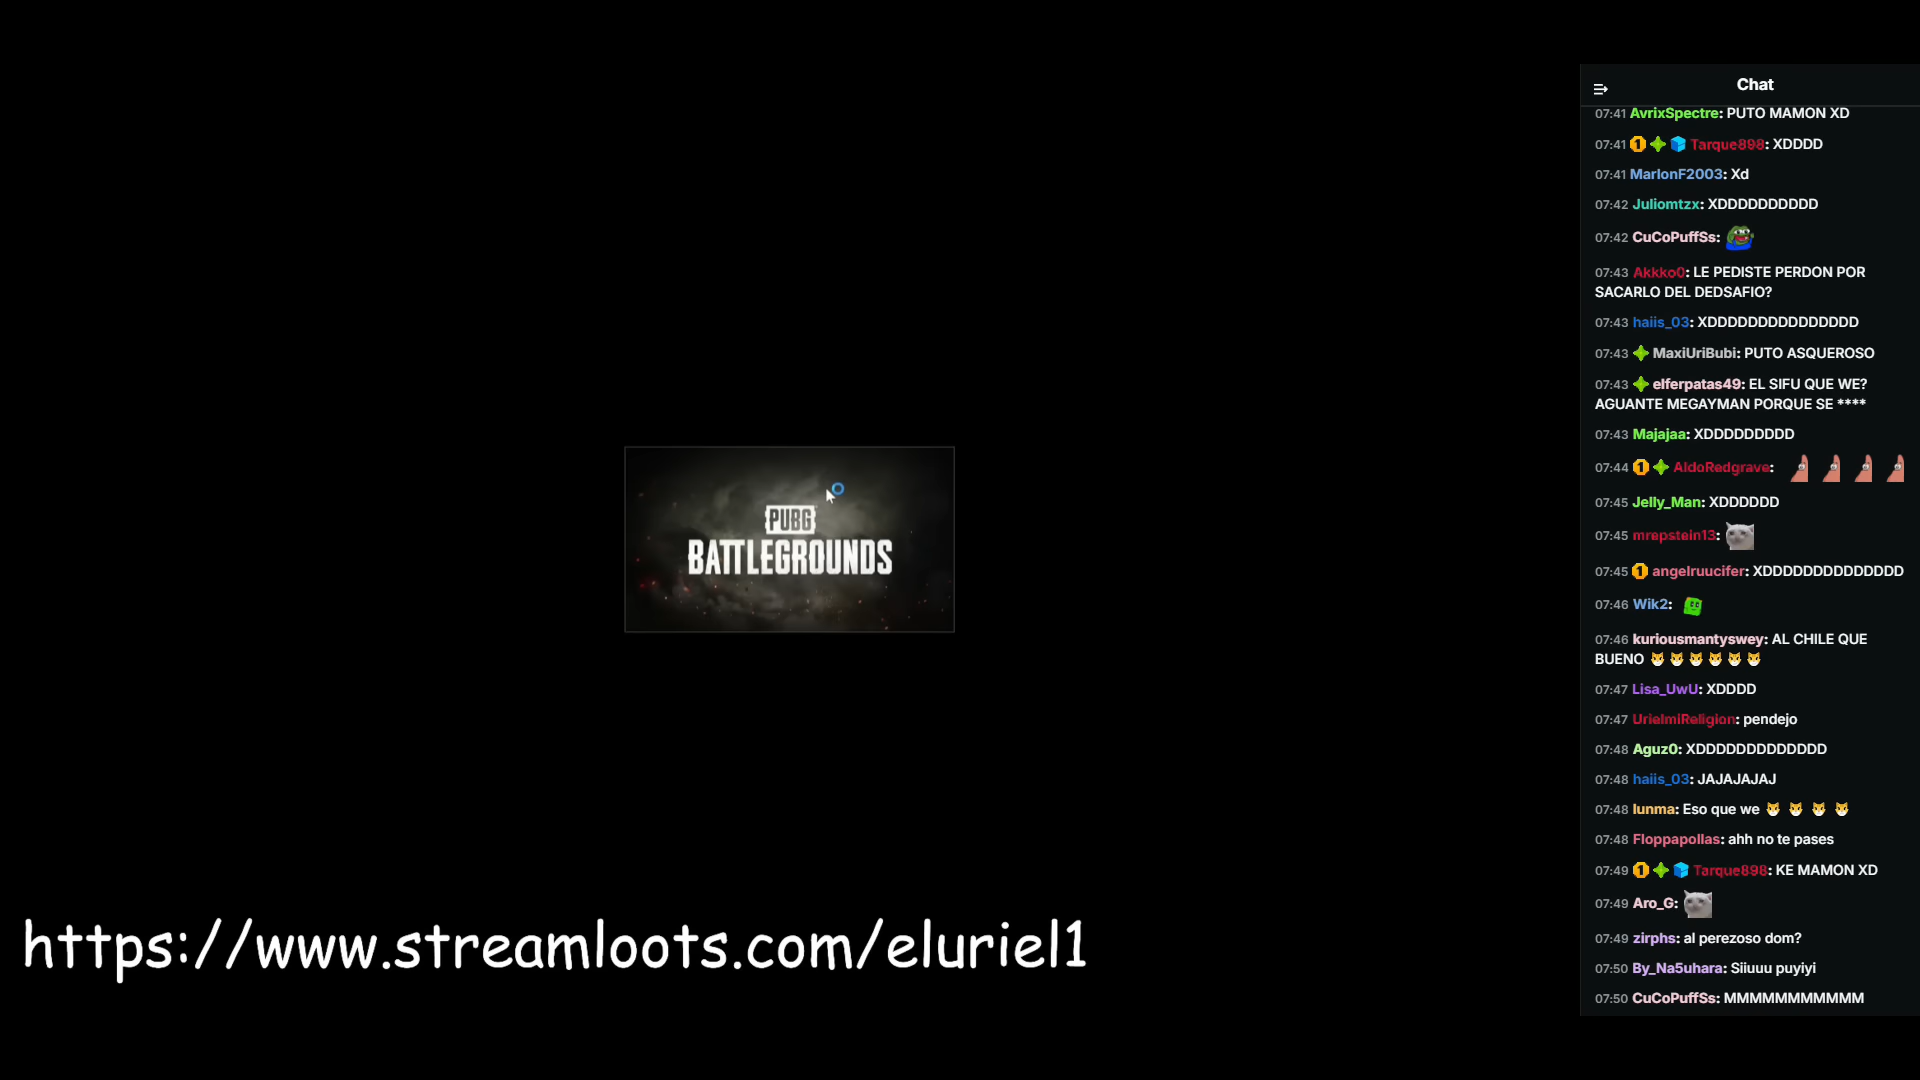 PUBG
BATTLEGROUNDS
https://www.streamloots.com/eluriel1
Chat
07:41 AvrixSpectre: PUTO MAMON XD
07:41 1 Tarque898: XDDDD
07:41 MarlonF2003: Xd
07:42 Juliomtzx: XDDDDDDDDDD
07:42 CuCoPuffSs:
07:43 Akkko0: LE PEDISTE PERDON POR
SACARLO DEL DEDSAFIO?
07:43 haiis_03: XDDDDDDDDDDDDDDD
07:43 MaxiUriBubi: PUTO ASQUEROSO
07:43 elferpatas49: EL SIFU QUE WE?
AGUANTE MEGAYMAN PORQUE SE ****
07:43 Majajaa: XDDDDDDDDD
07:44 1 AldoRedgrave:
07:45 Jelly_Man: XDDDDDD
07:45 mrepstein13:
07:45 1 angelruucifer: XDDDDDDDDDDDDDD
07:46 Wik2:
07:46 kuriousmantyswey: AL CHILE QUE
BUENO 🐯🐯🐯🐯🐯🐯
07:47 Lisa_UwU: XDDDD
07:47 UrielmiReligion: pendejo
07:48 Aguz0: XDDDDDDDDDDDDD
07:48 haiis_03: JAJAJAJAJ
07:48 lunma: Eso que we 🐯 🐯 🐯 🐯
07:48 Floppapollas: ahh no te pases
07:49 1 Tarque898: KE MAMON XD
07:49 Aro_G:
07:49 zirphs: al perezoso dom?
07:50 By_Na5uhara: Siiuuu puyiyi
07:50 CuCoPuffSs: MMMMMMMMMMM